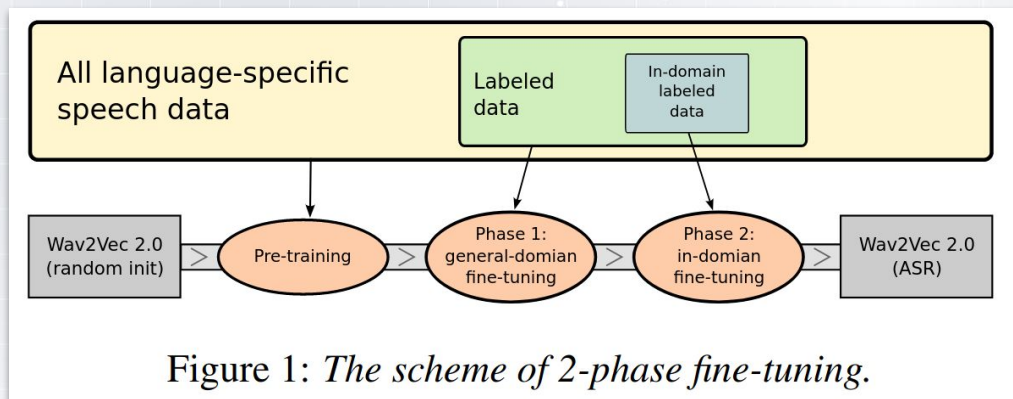 All language-specific
speech data
Labeled
data
In-domain
labeled
data
Wav2Vec 2.0
(random init)
>
Pre-training
>
Phase 1:
general-domian
fine-tuning
>
Phase 2:
in-domian
fine-tuning
>
Wav2Vec 2.0
(ASR)
Figure 1: The scheme of 2-phase fine-tuning.